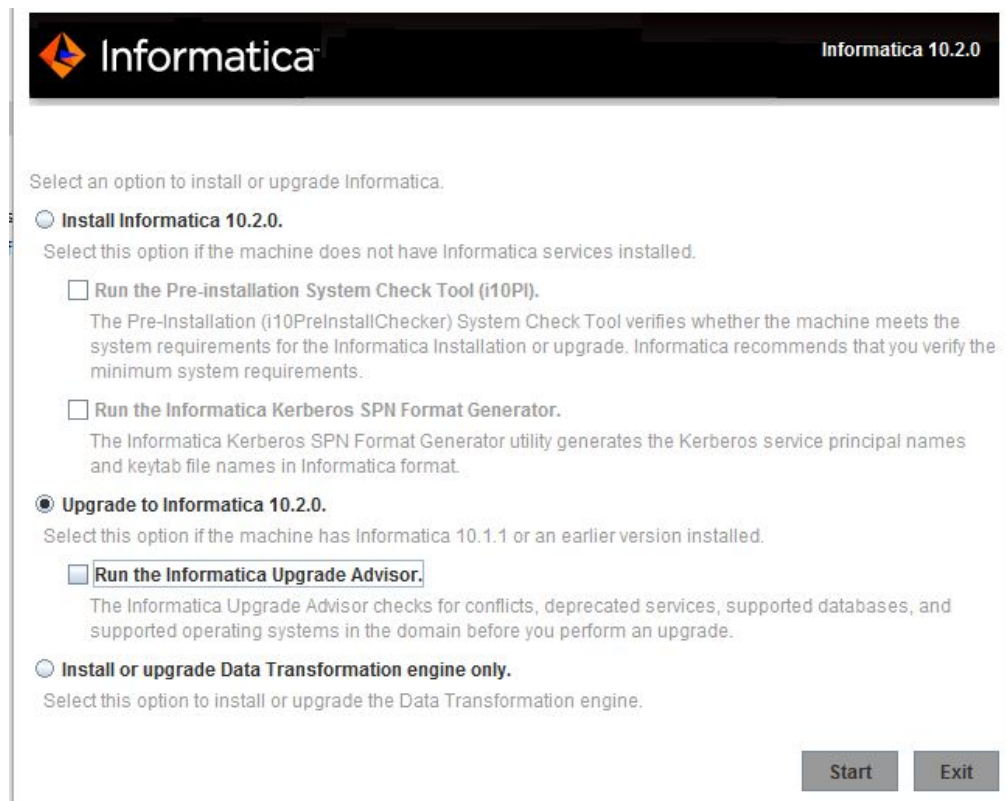 Informatica
Informatica 10.2.0
Select an option to install or upgrade Informatica.
Install Informatica 10.2.0.
Select this option if the machine does not have Informatica services installed.
Run the Pre-installation System Check Tool (i10PI).
The Pre-Installation (i10PreInstallChecker) System Check Tool verifies whether the machine meets the
system requirements for the Informatica Installation or upgrade. Informatica recommends that you verify the
minimum system requirements.
Run the Informatica Kerberos SPN Format Generator.
The Informatica Kerberos SPN Format Generator utility generates the Kerberos service principal names
and keytab file names in Informatica format.
Upgrade to Informatica 10.2.0.
Select this option if the machine has Informatica 10.1.1 or an earlier version installed.
Run the Informatica Upgrade Advisor.
The Informatica Upgrade Advisor checks for conflicts, deprecated services, supported databases, and
supported operating systems in the domain before you perform an upgrade.
Install or upgrade Data Transformation engine only.
Select this option to install or upgrade the Data Transformation engine.
Start Exit